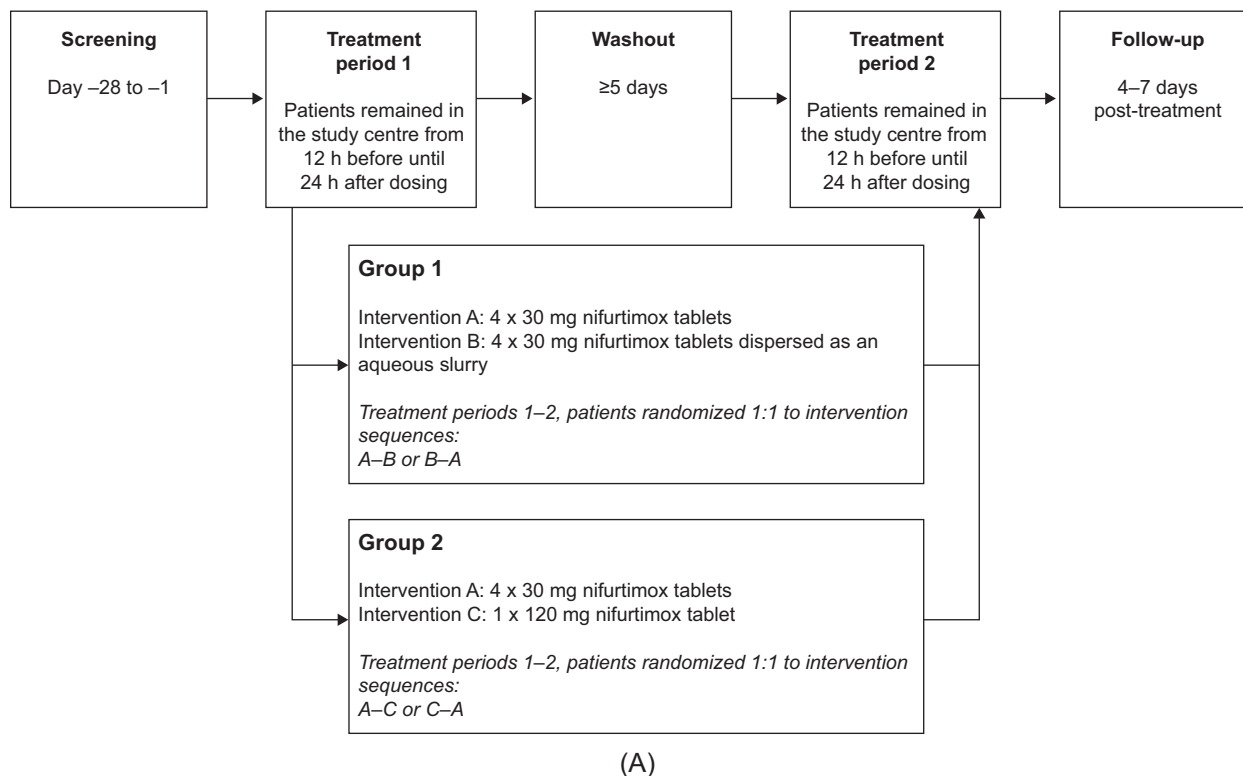 Screening
Day –28 to –1
Treatment
period 1
Patients remained in
the study centre from
12 h before until
24 h after dosing
Washout
≥5 days
Treatment
period 2
Patients remained in
the study centre from
12 h before until
24 h after dosing
Follow-up
4–7 days
post-treatment
Group 1
Intervention A: 4 x 30 mg nifurtimox tablets
Intervention B: 4 x 30 mg nifurtimox tablets dispersed as an
aqueous slurry
Treatment periods 1–2, patients randomized 1:1 to intervention
sequences:
A–B or B–A
Group 2
Intervention A: 4 x 30 mg nifurtimox tablets
Intervention C: 1 x 120 mg nifurtimox tablet
Treatment periods 1–2, patients randomized 1:1 to intervention
sequences:
A–C or C–A
(A)